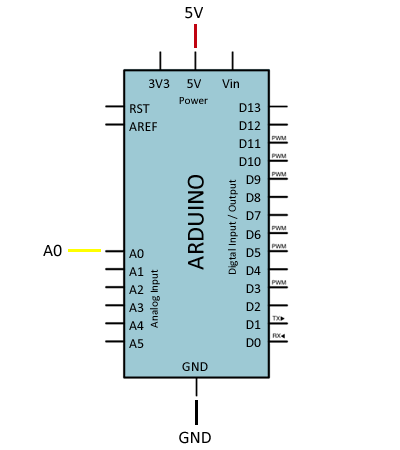 5V
3V3 5V Vin
Power
RST D13
AREF D12
D11 PWM
D10 PWM
D9 PWM
D8
D7
D6 PWM
A0 A0 D5 PWM
A1 D4
A2 D3 PWM
A3 D2
A4 D1 TX▶
A5 D0 RX◀
ARDUINO
Analog Input
Digtal Input / Output
GND
GND